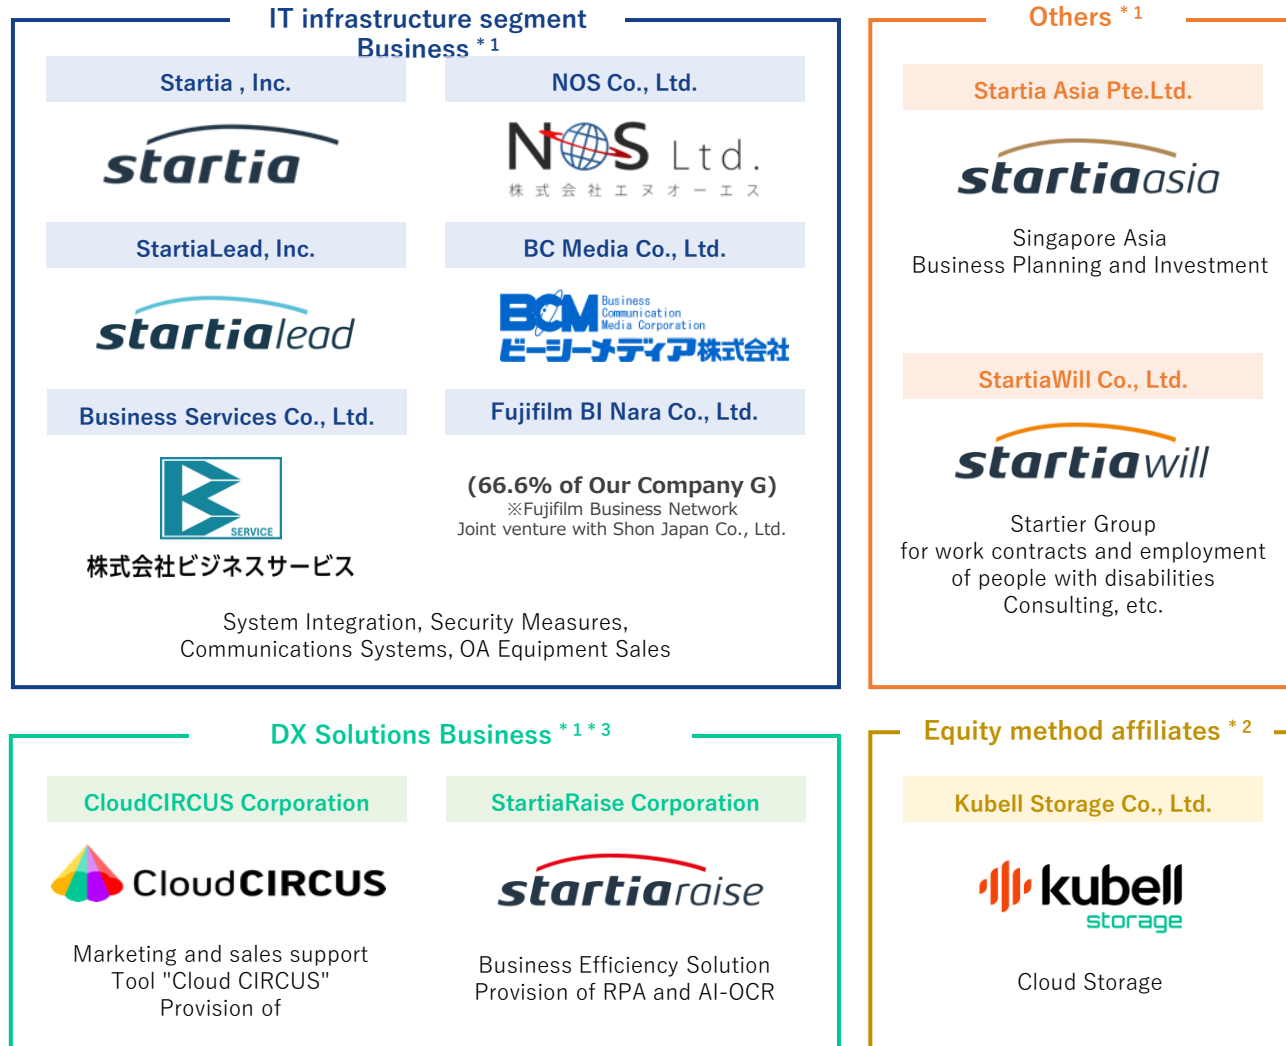 IT infrastructure segment
Business *1
Startia , Inc.
startia
NOS Co., Ltd.
NOS Ltd.
株式会社エヌオーエス
StartiaLead, Inc.
startialead
BC Media Co., Ltd.
BCM Business
Communication
Media Corporation
ビージーメディア株式会社
Business Services Co., Ltd.
SERVICE
株式会社ビジネスサービス
Fujifilm BI Nara Co., Ltd.
(66.6% of Our Company G)
※Fujifilm Business Network
Joint venture with Shon Japan Co., Ltd.
System Integration, Security Measures,
Communications Systems, OA Equipment Sales
Others *1
Startia Asia Pte.Ltd.
startiaasia
Singapore Asia
Business Planning and Investment
StartiaWill Co., Ltd.
startiawill
Startier Group
for work contracts and employment
of people with disabilities
Consulting, etc.
DX Solutions Business *1 *3
CloudCIRCUS Corporation
CloudCIRCUS
Marketing and sales support
Tool "Cloud CIRCUS"
Provision of
StartiaRaise Corporation
startiaraise
Business Efficiency Solution
Provision of RPA and AI-OCR
Equity method affiliates *2
Kubell Storage Co., Ltd.
kubell
storage
Cloud Storage